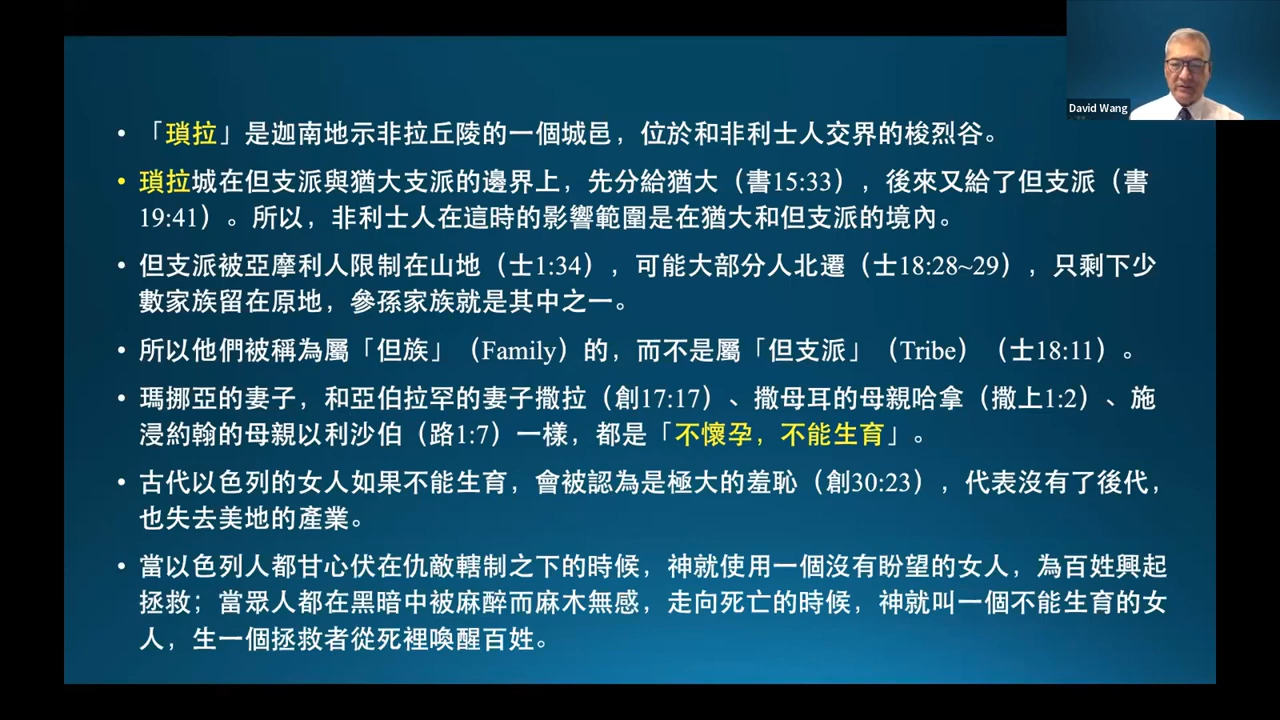 David Wang
• 「瑣拉」是迦南地示非拉丘陵的一個城邑，位於和非利士人交界的梭烈谷。
• 瑣拉城在但支派與猶大支派的邊界上，先分給猶大（書15:33），後來又給了但支派（書
19:41）。所以，非利士人在這時的影響範圍是在猶大和但支派的境內。
• 但支派被亞摩利人限制在山地（士1:34），可能大部分人北遷（士18:28~29），只剩下少
數家族留在原地，參孫家族就是其中之一。
• 所以他們被稱為屬「但族」（Family）的，而不是屬「但支派」（Tribe）（士18:11）。
• 瑪挪亞的妻子，和亞伯拉罕的妻子撒拉（創17:17）、撒母耳的母親哈拿（撒上1:2）、施
浸約翰的母親以利沙伯（路1:7）一樣，都是「不懷孕，不能生育」。
• 古代以色列的女人如果不能生育，會被認為是極大的羞恥（創30:23），代表沒有了後代，
也失去美地的產業。
• 當以色列人都甘心伏在仇敵轄制之下的時候，神就使用一個沒有盼望的女人，為百姓興起
拯救；當眾人都在黑暗中被麻醉而麻木無感，走向死亡的時候，神就叫一個不能生育的女
人，生一個拯救者從死裡喚醒百姓。